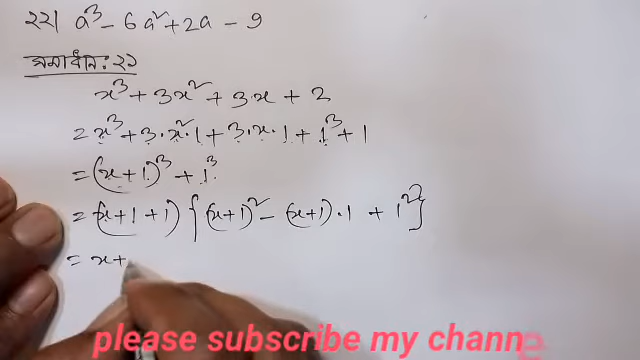 ২২। a³ - 6a² + 2a - 9
সমাধান: ২১
x³ + 3x² + 3x + 2
= x³ + 3·x²·1 + 3·x·1 + 1³ + 1
= (x+1)³ + 1³
= (x+1+1) {(x+1)² - (x+1)·1 + 1²}
= x+
please subscribe my channe